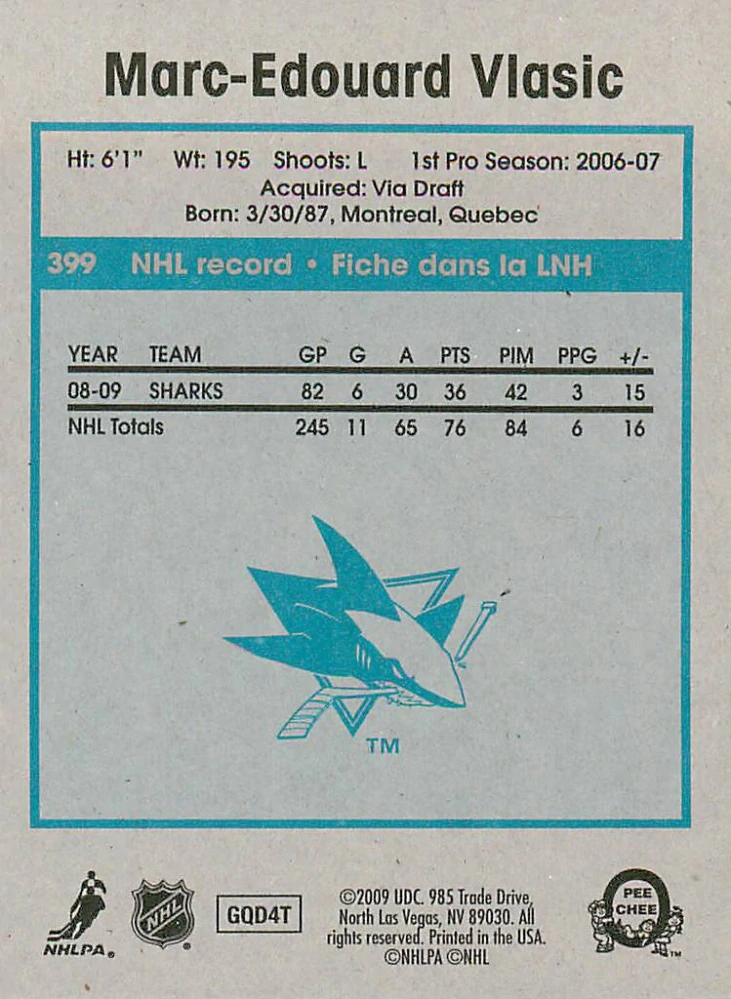 Marc-Edouard Vlasic
Ht: 6'1" Wt: 195 Shoots: L 1st Pro Season: 2006-07
Acquired: Via Draft
Born: 3/30/87, Montreal, Quebec
399 NHL record • Fiche dans la LNH
YEAR TEAM GP G A PTS PIM PPG +/-
08-09 SHARKS 82 6 30 36 42 3 15
NHL Totals 245 11 65 76 84 6 16
TM
NHLPA®
NHL
GQD4T
©2009 UDC. 985 Trade Drive,
North Las Vegas, NV 89030. All
rights reserved. Printed in the USA.
©NHLPA ©NHL
PEE
CHEE
TM